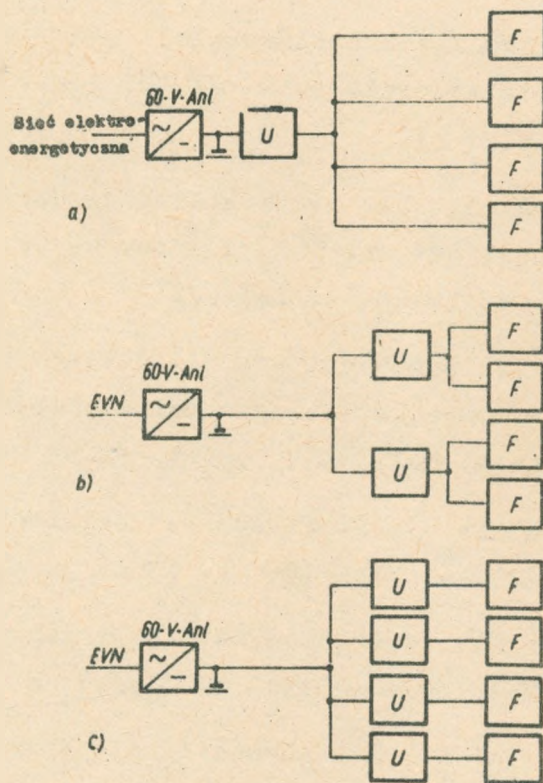 F
60-V-Anl
Sieć elektro-
energetyczna
~
–
U
F
F
a)
F
F
60-V-Anl
U
EVN
~
–
F
F
U
b)
F
U
F
60-V-Anl
U
F
EVN
~
–
U
F
c)
U
F